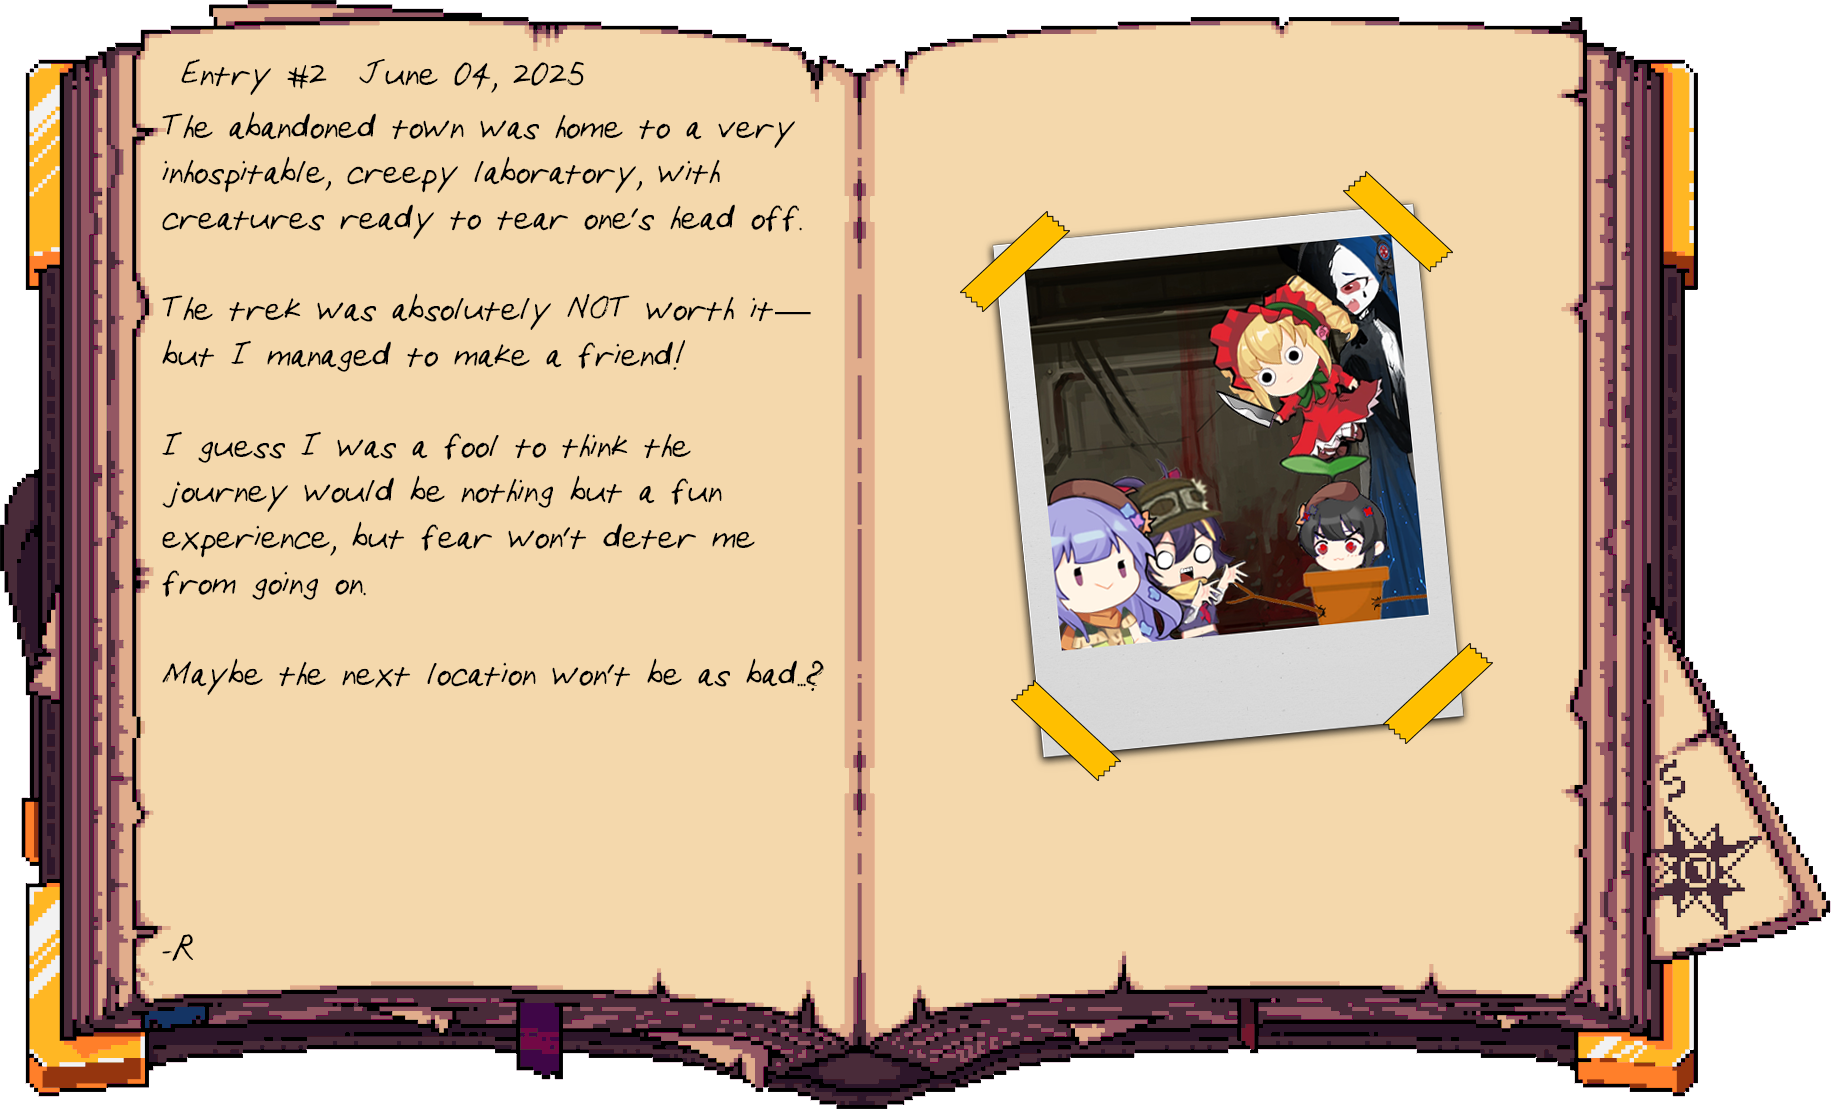 Entry #2 June 04, 2025
The abandoned town was home to a very
inhospitable, creepy laboratory, with
creatures ready to tear one's head off.
The trek was absolutely NOT worth it—
but I managed to make a friend!
I guess I was a fool to think the
journey would be nothing but a fun
experience, but fear won't deter me
from going on.
Maybe the next location won't be as bad...?
-R